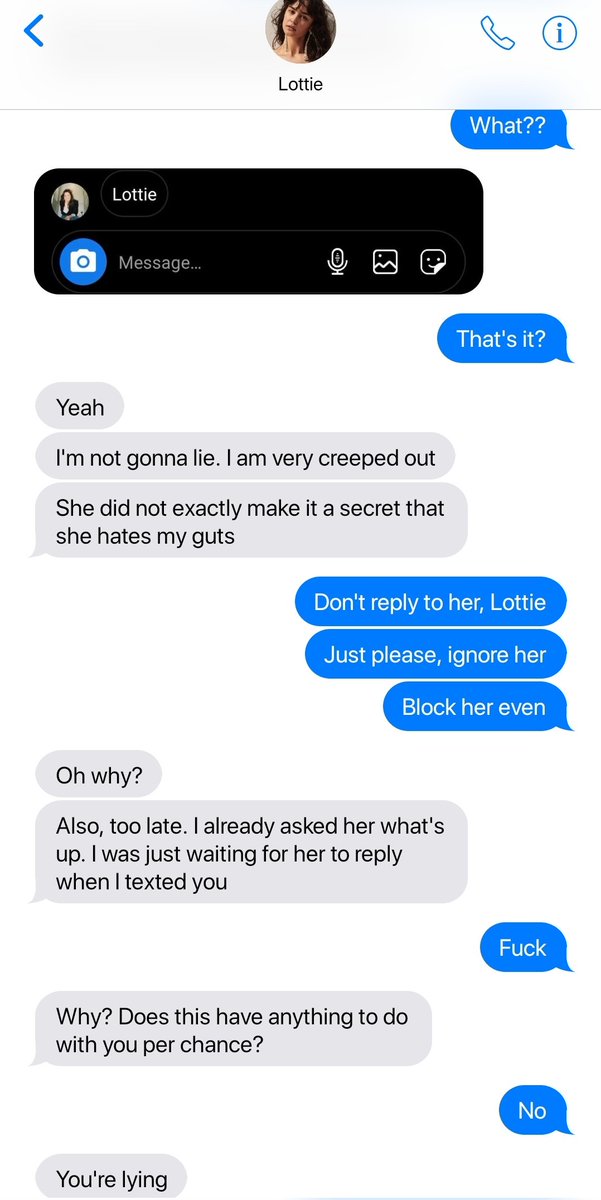 Lottie
What??
Lottie
Message...
That's it?
Yeah
I'm not gonna lie. I am very creeped out
She did not exactly make it a secret that
she hates my guts
Don't reply to her, Lottie
Just please, ignore her
Block her even
Oh why?
Also, too late. I already asked her what's
up. I was just waiting for her to reply
when I texted you
Fuck
Why? Does this have anything to do
with you per chance?
No
You're lying